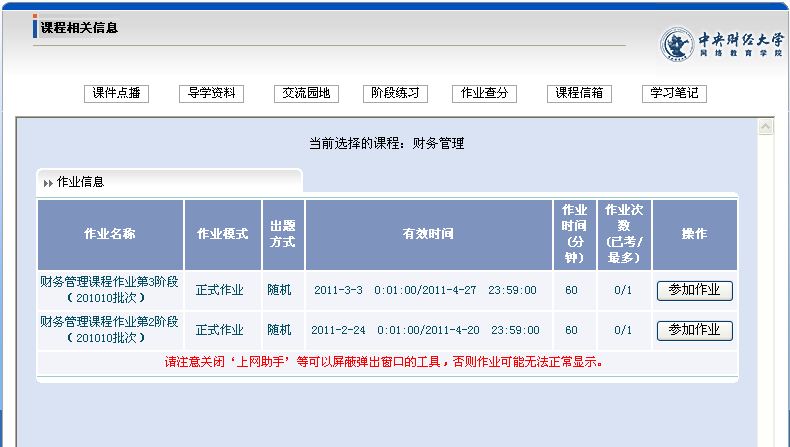 课程相关信息
中央财经大学
网络教育学院
课件点播 导学资料 交流园地 阶段练习 作业查分 课程信箱 学习笔记
当前选择的课程：财务管理
作业信息
作业名称 作业模式 出题方式 有效时间 作业时间(分钟) 作业次数(已考/最多) 操作
财务管理课程作业第3阶段（201010批次） 正式作业 随机 2011-3-3 0:01:00/2011-4-27 23:59:00 60 0/1 参加作业
财务管理课程作业第2阶段（201010批次） 正式作业 随机 2011-2-24 0:01:00/2011-4-20 23:59:00 60 0/1 参加作业
请注意关闭‘上网助手’等可以屏蔽弹出窗口的工具，否则作业可能无法正常显示。